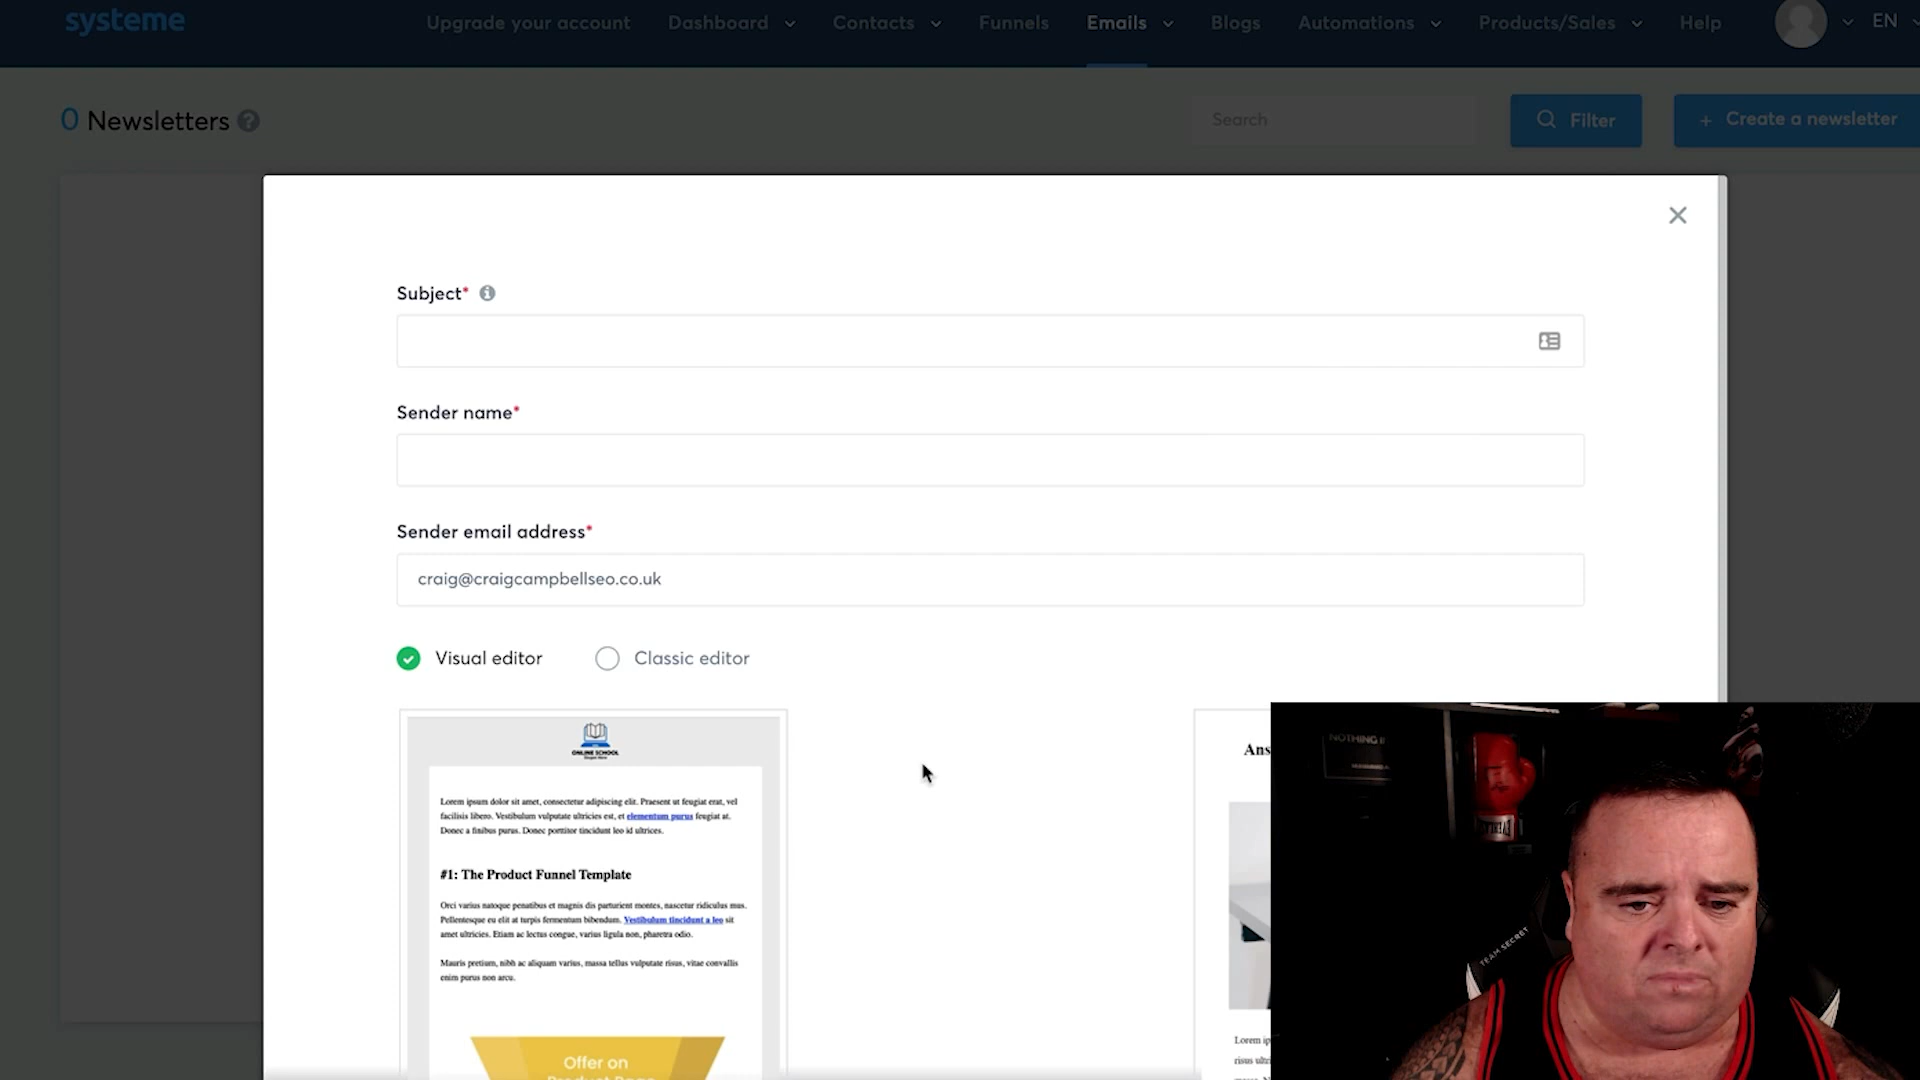 systeme
Upgrade your account Dashboard Contacts Funnels Emails Blogs Automations Products/Sales Help EN
0 Newsletters
Search
Filter
+ Create a newsletter
Subject*
Sender name*
Sender email address*
craig@craigcampbellseo.co.uk
Visual editor
Classic editor
ONLINE SCHOOL
Lorem ipsum dolor sit amet, consectetur adipiscing elit. Praesent ut feugiat erat, vel
facilisis libero. Vestibulum vulputate ultricies est, et elementum purus feugiat at.
Donec a finibus purus. Donec porttitor tincidunt leo id ultrices.
#1: The Product Funnel Template
Orci varius natoque penatibus et magnis dis parturient montes, nascetur ridiculus mus.
Pellentesque eu elit at turpis fermentum bibendum. Vestibulum tincidunt a leo sit
amet ultricies. Etiam ac lectus congue, varius ligula non, pharetra odio.
Mauris pretium, nibh ac aliquam varius, massa tellus vulputate risus, vitae convallis
enim purus non arcu.
Offer on
Ans
Lorem ip
risus ultr
NOTHING I
TEAM SECRET